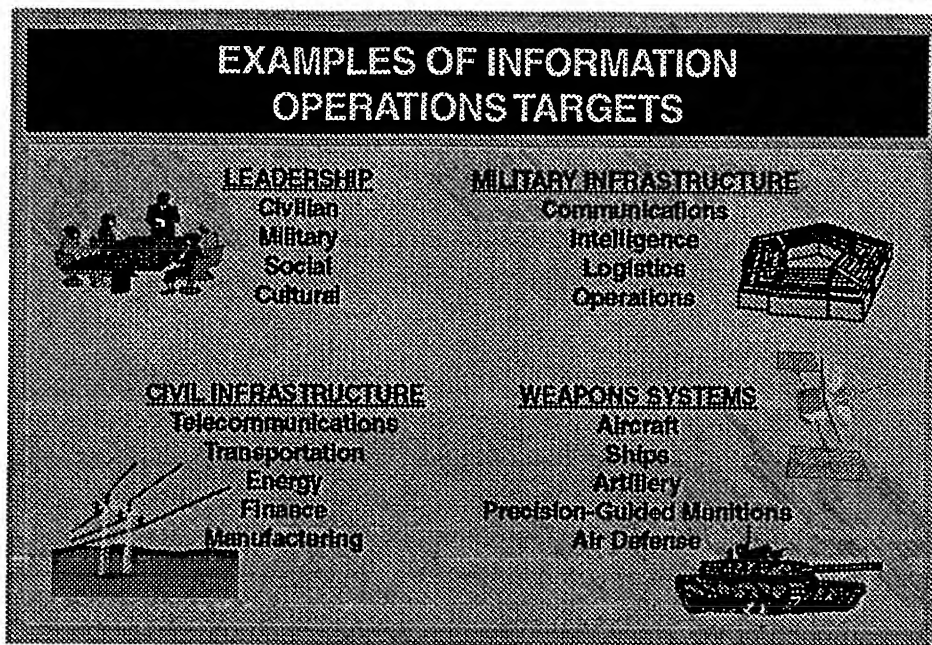 EXAMPLES OF INFORMATION
OPERATIONS TARGETS
LEADERSHIP
Civilian
Military
Social
Cultural
MILITARY INFRASTRUCTURE
Communications
Intelligence
Logistics
Operations
CIVIL INFRASTRUCTURE
Telecommunications
Transportation
Energy
Finance
Manufacturing
WEAPONS SYSTEMS
Aircraft
Ships
Artillery
Precision-Guided Munitions
Air Defense